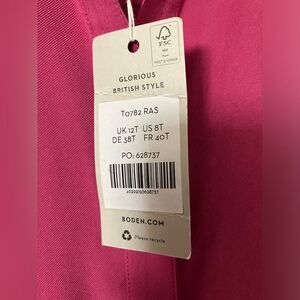 FSC
GLORIOUS
BRITISH STYLE
T0782 RAS
UK 12T US 8T
DE 38T FR 40T
PO: 628737
BODEN.COM
Please recycle